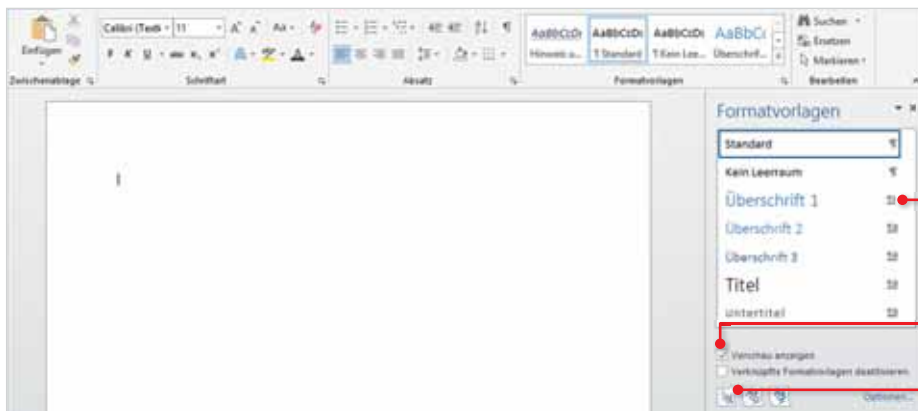 Calibri (Textk 11
Suchen
Einfügen
F K U abc
AaBbCcDc AaBbCcDc AaBbCcDc AaBbCc
Ersetzen
Hinweis a... ¶ Standard ¶ Kein Lee... Überschrif...
Markieren
Zwischenablage Schriftart Absatz Formatvorlagen Bearbeiten
Formatvorlagen
Standard
Kein Leerraum
Überschrift 1
Überschrift 2
Überschrift 3
Titel
Untertitel
Vorschau anzeigen
Verknüpfte Formatvorlagen deaktivieren
Optionen...